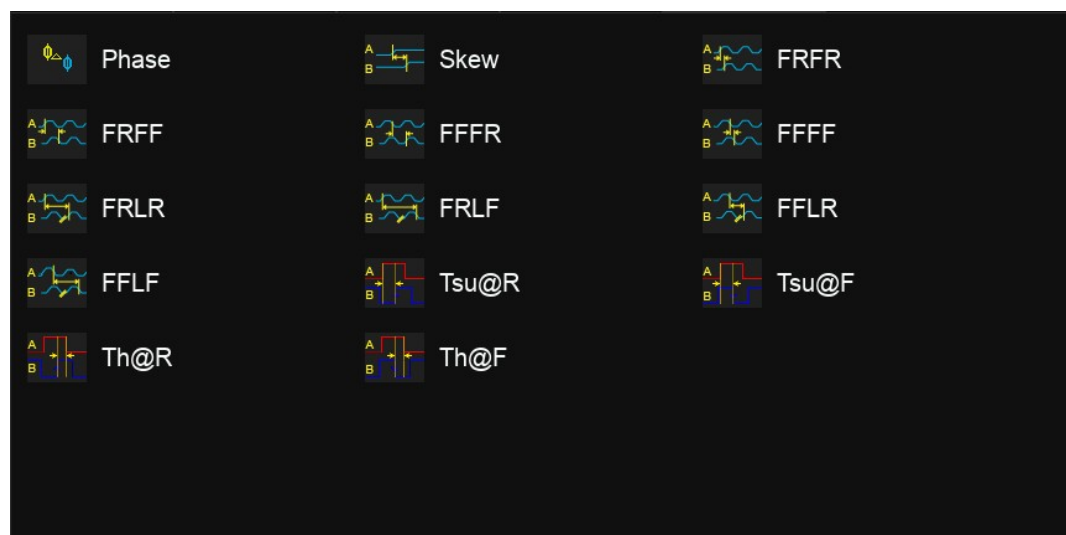 Phase Skew FRFR
FRFF FFFR FFFF
FRLR FRLF FFLR
FFLF Tsu@R Tsu@F
Th@R Th@F